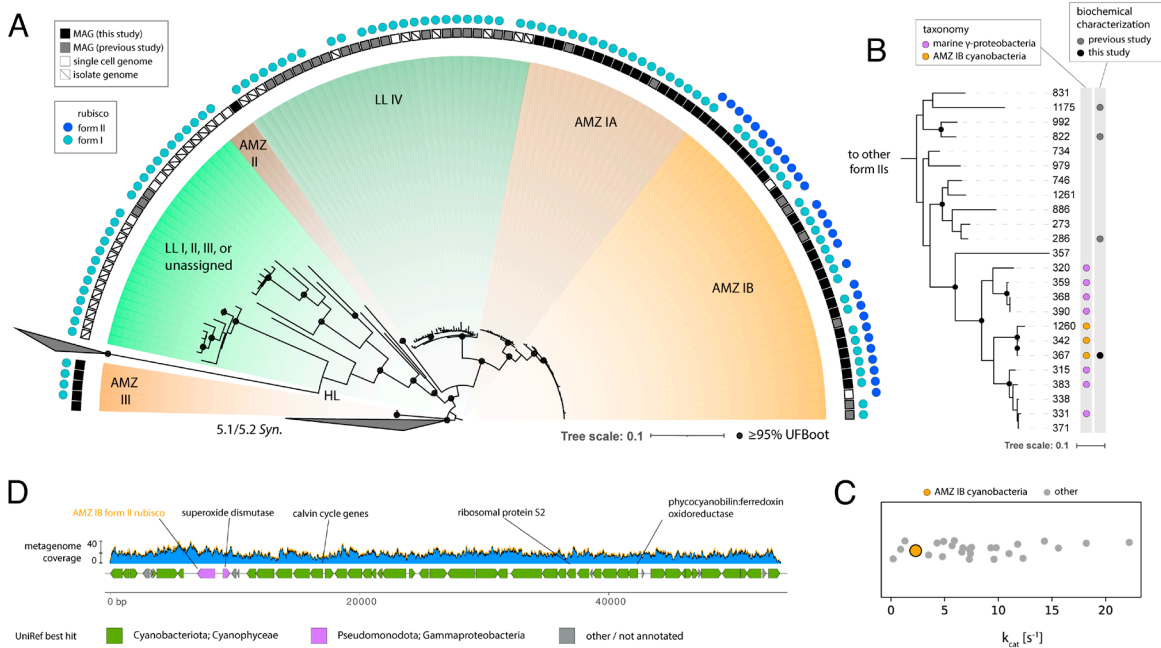 A
MAG (this study)
MAG (previous study)
single cell genome
isolate genome
rubisco
form II
form I
LL IV
AMZ IA
AMZ
II
LL I, II, III, or
unassigned
AMZ IB
AMZ
III
HL
5.1/5.2 Syn.
Tree scale: 0.1
≥95% UFBoot
B
taxonomy
marine γ-proteobacteria
AMZ IB cyanobacteria
biochemical
characterization
previous study
this study
to other
form IIs
831
1175
992
822
734
979
746
1261
886
273
286
357
320
359
368
390
1260
342
367
315
383
338
331
371
Tree scale: 0.1
D
AMZ IB form II rubisco
superoxide dismutase
calvin cycle genes
ribosomal protein S2
phycocyanobilin:ferredoxin
oxidoreductase
metagenome
coverage
40
0
0 bp
20000
40000
UniRef best hit
Cyanobacteriota; Cyanophyceae
Pseudomonodota; Gammaproteobacteria
other / not annotated
C
AMZ IB cyanobacteria
other
0
5
10
15
20
kcat [s-1]